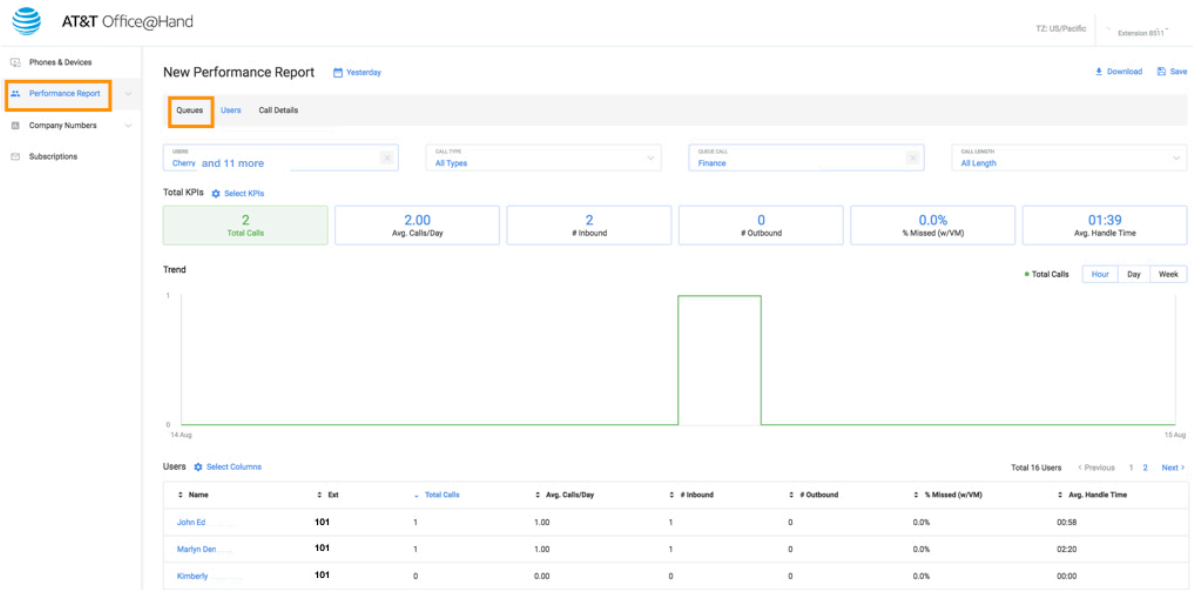 AT&T Office@Hand
TZ: US/Pacific
Extension 8511
Phones & Devices
Performance Report
Company Numbers
Subscriptions
New Performance Report
Yesterday
Download
Save
Queues
Users
Call Details
USERS
Cherry and 11 more
CALL TYPE
All Types
QUEUE CALL
Finance
CALL LENGTH
All Length
Total KPIs
Select KPIs
2
Total Calls
2.00
Avg. Calls/Day
2
# Inbound
0
# Outbound
0.0%
% Missed (w/VM)
01:39
Avg. Handle Time
Trend
Total Calls
Hour
Day
Week
1
0
14 Aug
15 Aug
Users
Select Columns
Total 16 Users
< Previous 1 2 Next >
Name Ext Total Calls Avg. Calls/Day # Inbound # Outbound % Missed (w/VM) Avg. Handle Time
John Ed 101 1 1.00 1 0 0.0% 00:58
Marlyn Den 101 1 1.00 1 0 0.0% 02:20
Kimberly 101 0 0.00 0 0 0.0% 00:00